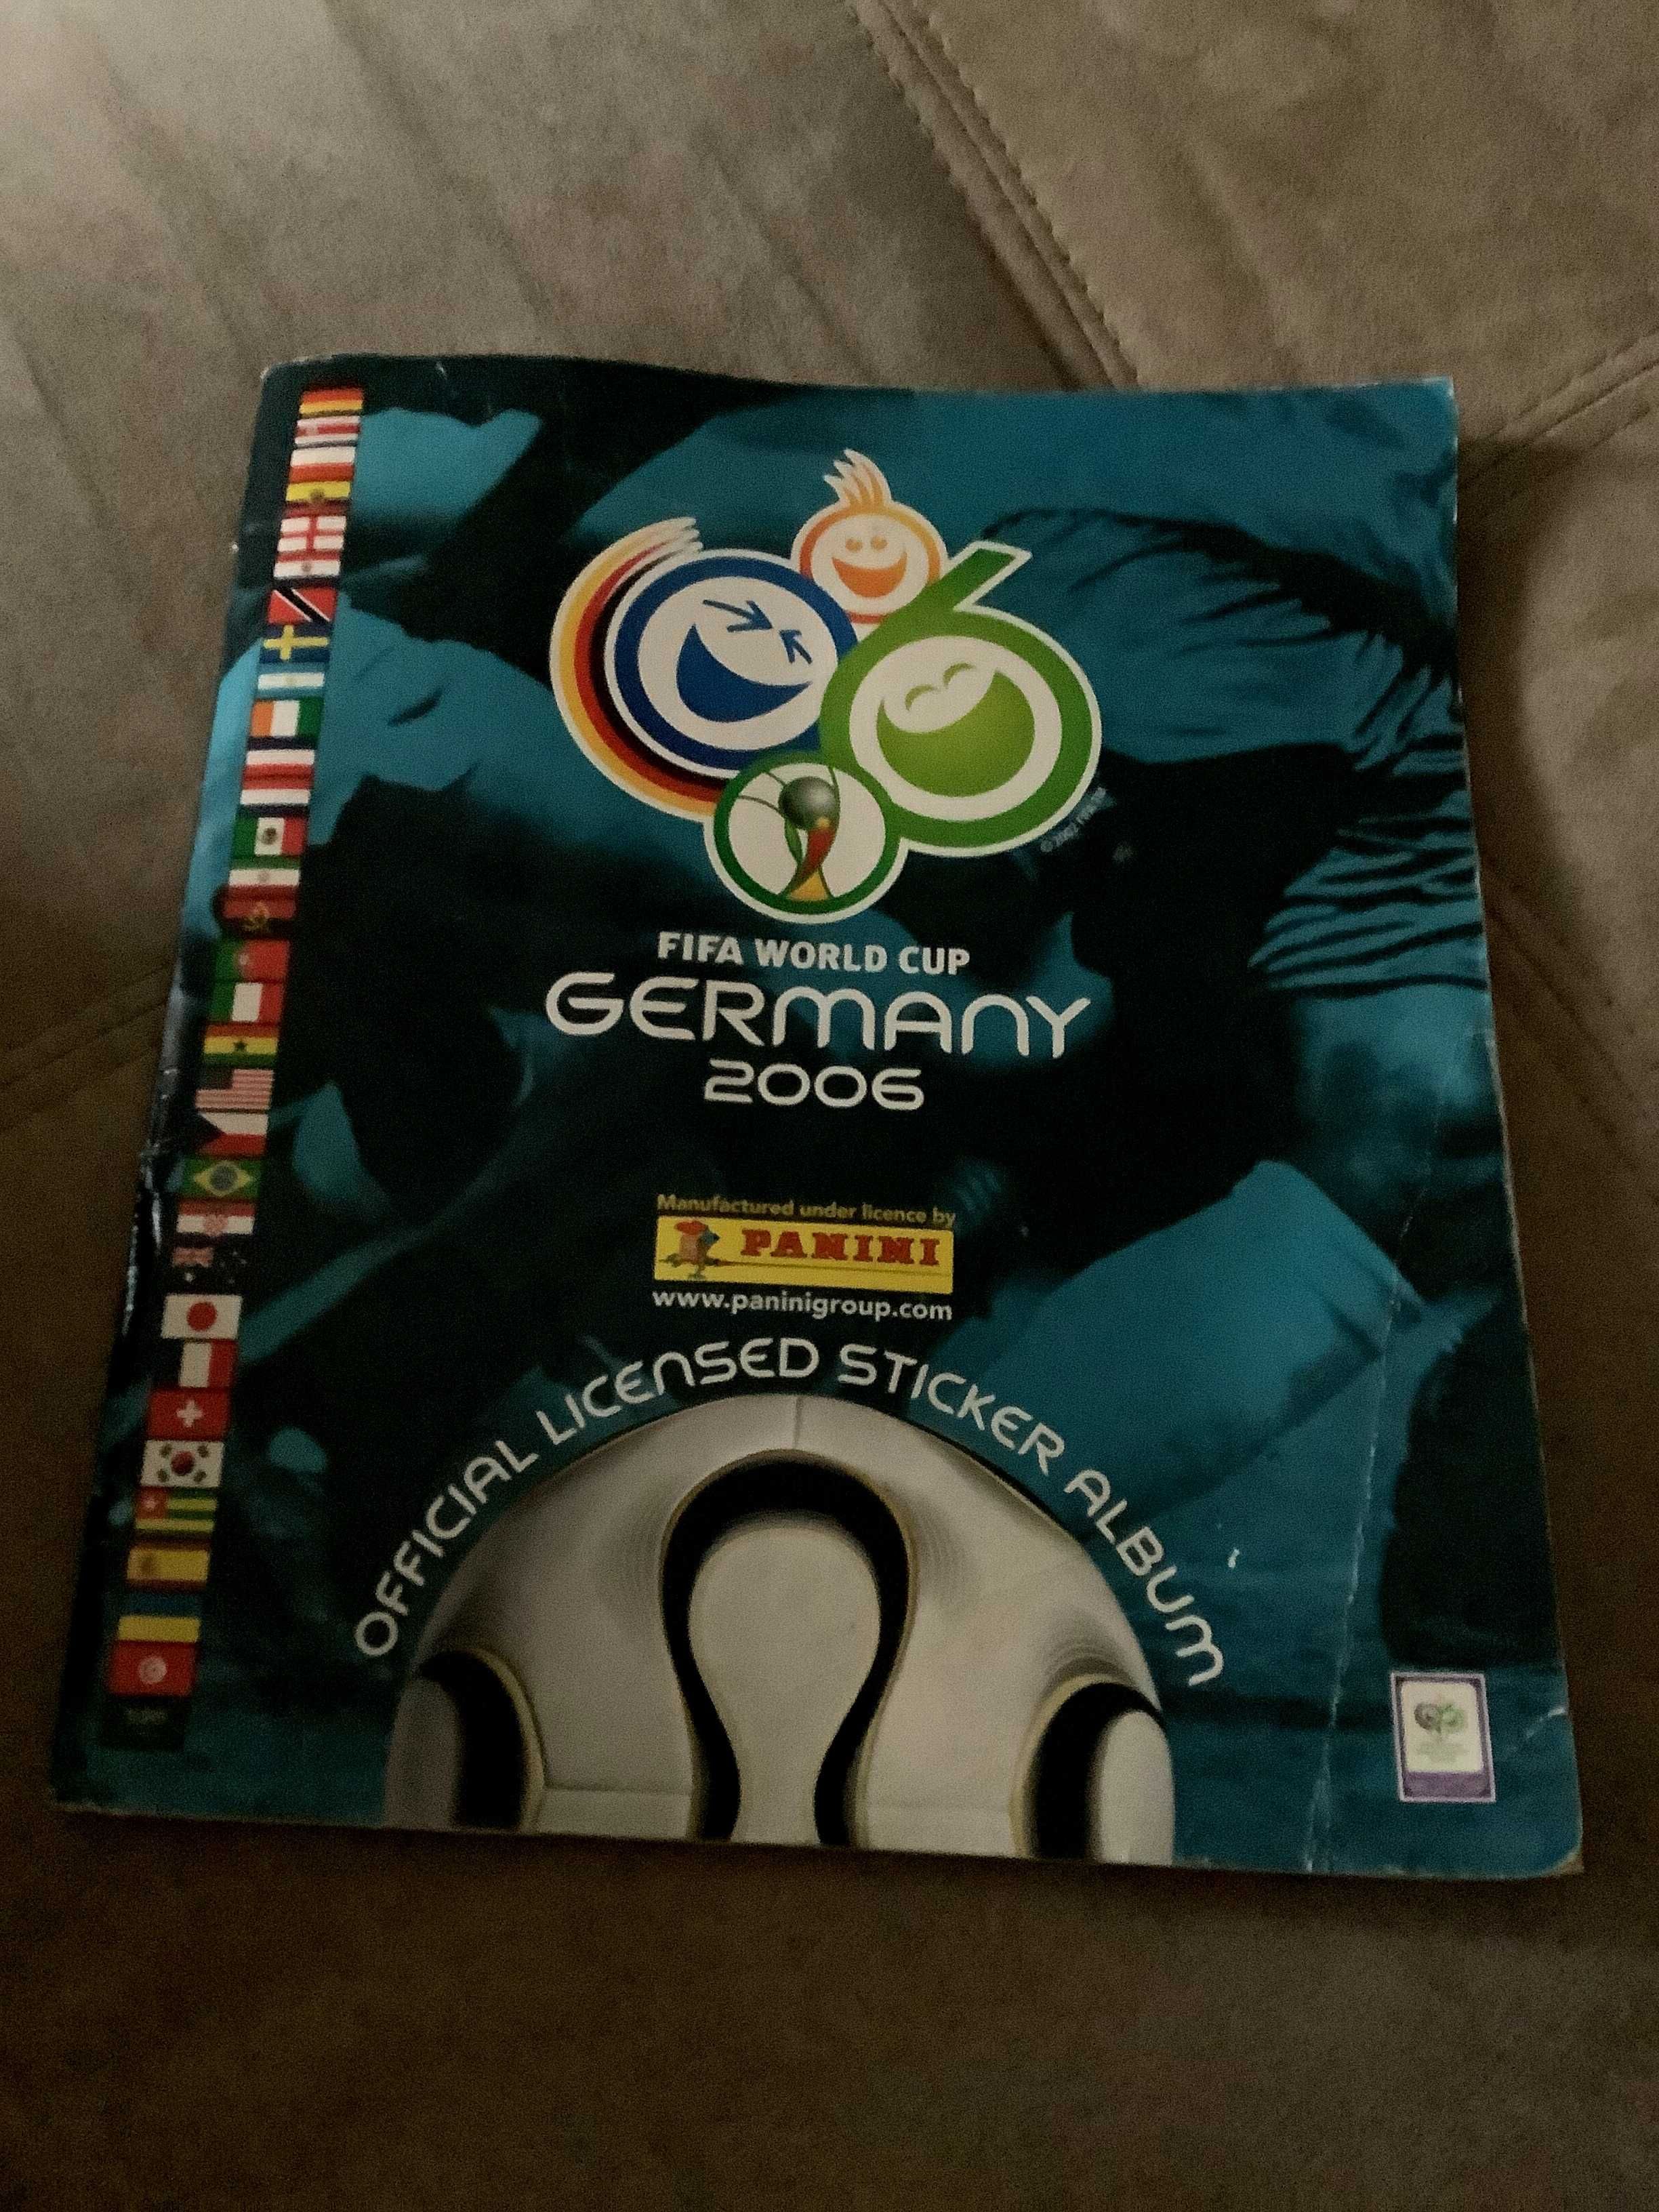 FIFA WORLD CUP
GERMANY
2006
Manufactured under licence by
PANINI
www.paninigroup.com
OFFICIAL LICENSED STICKER ALBUM